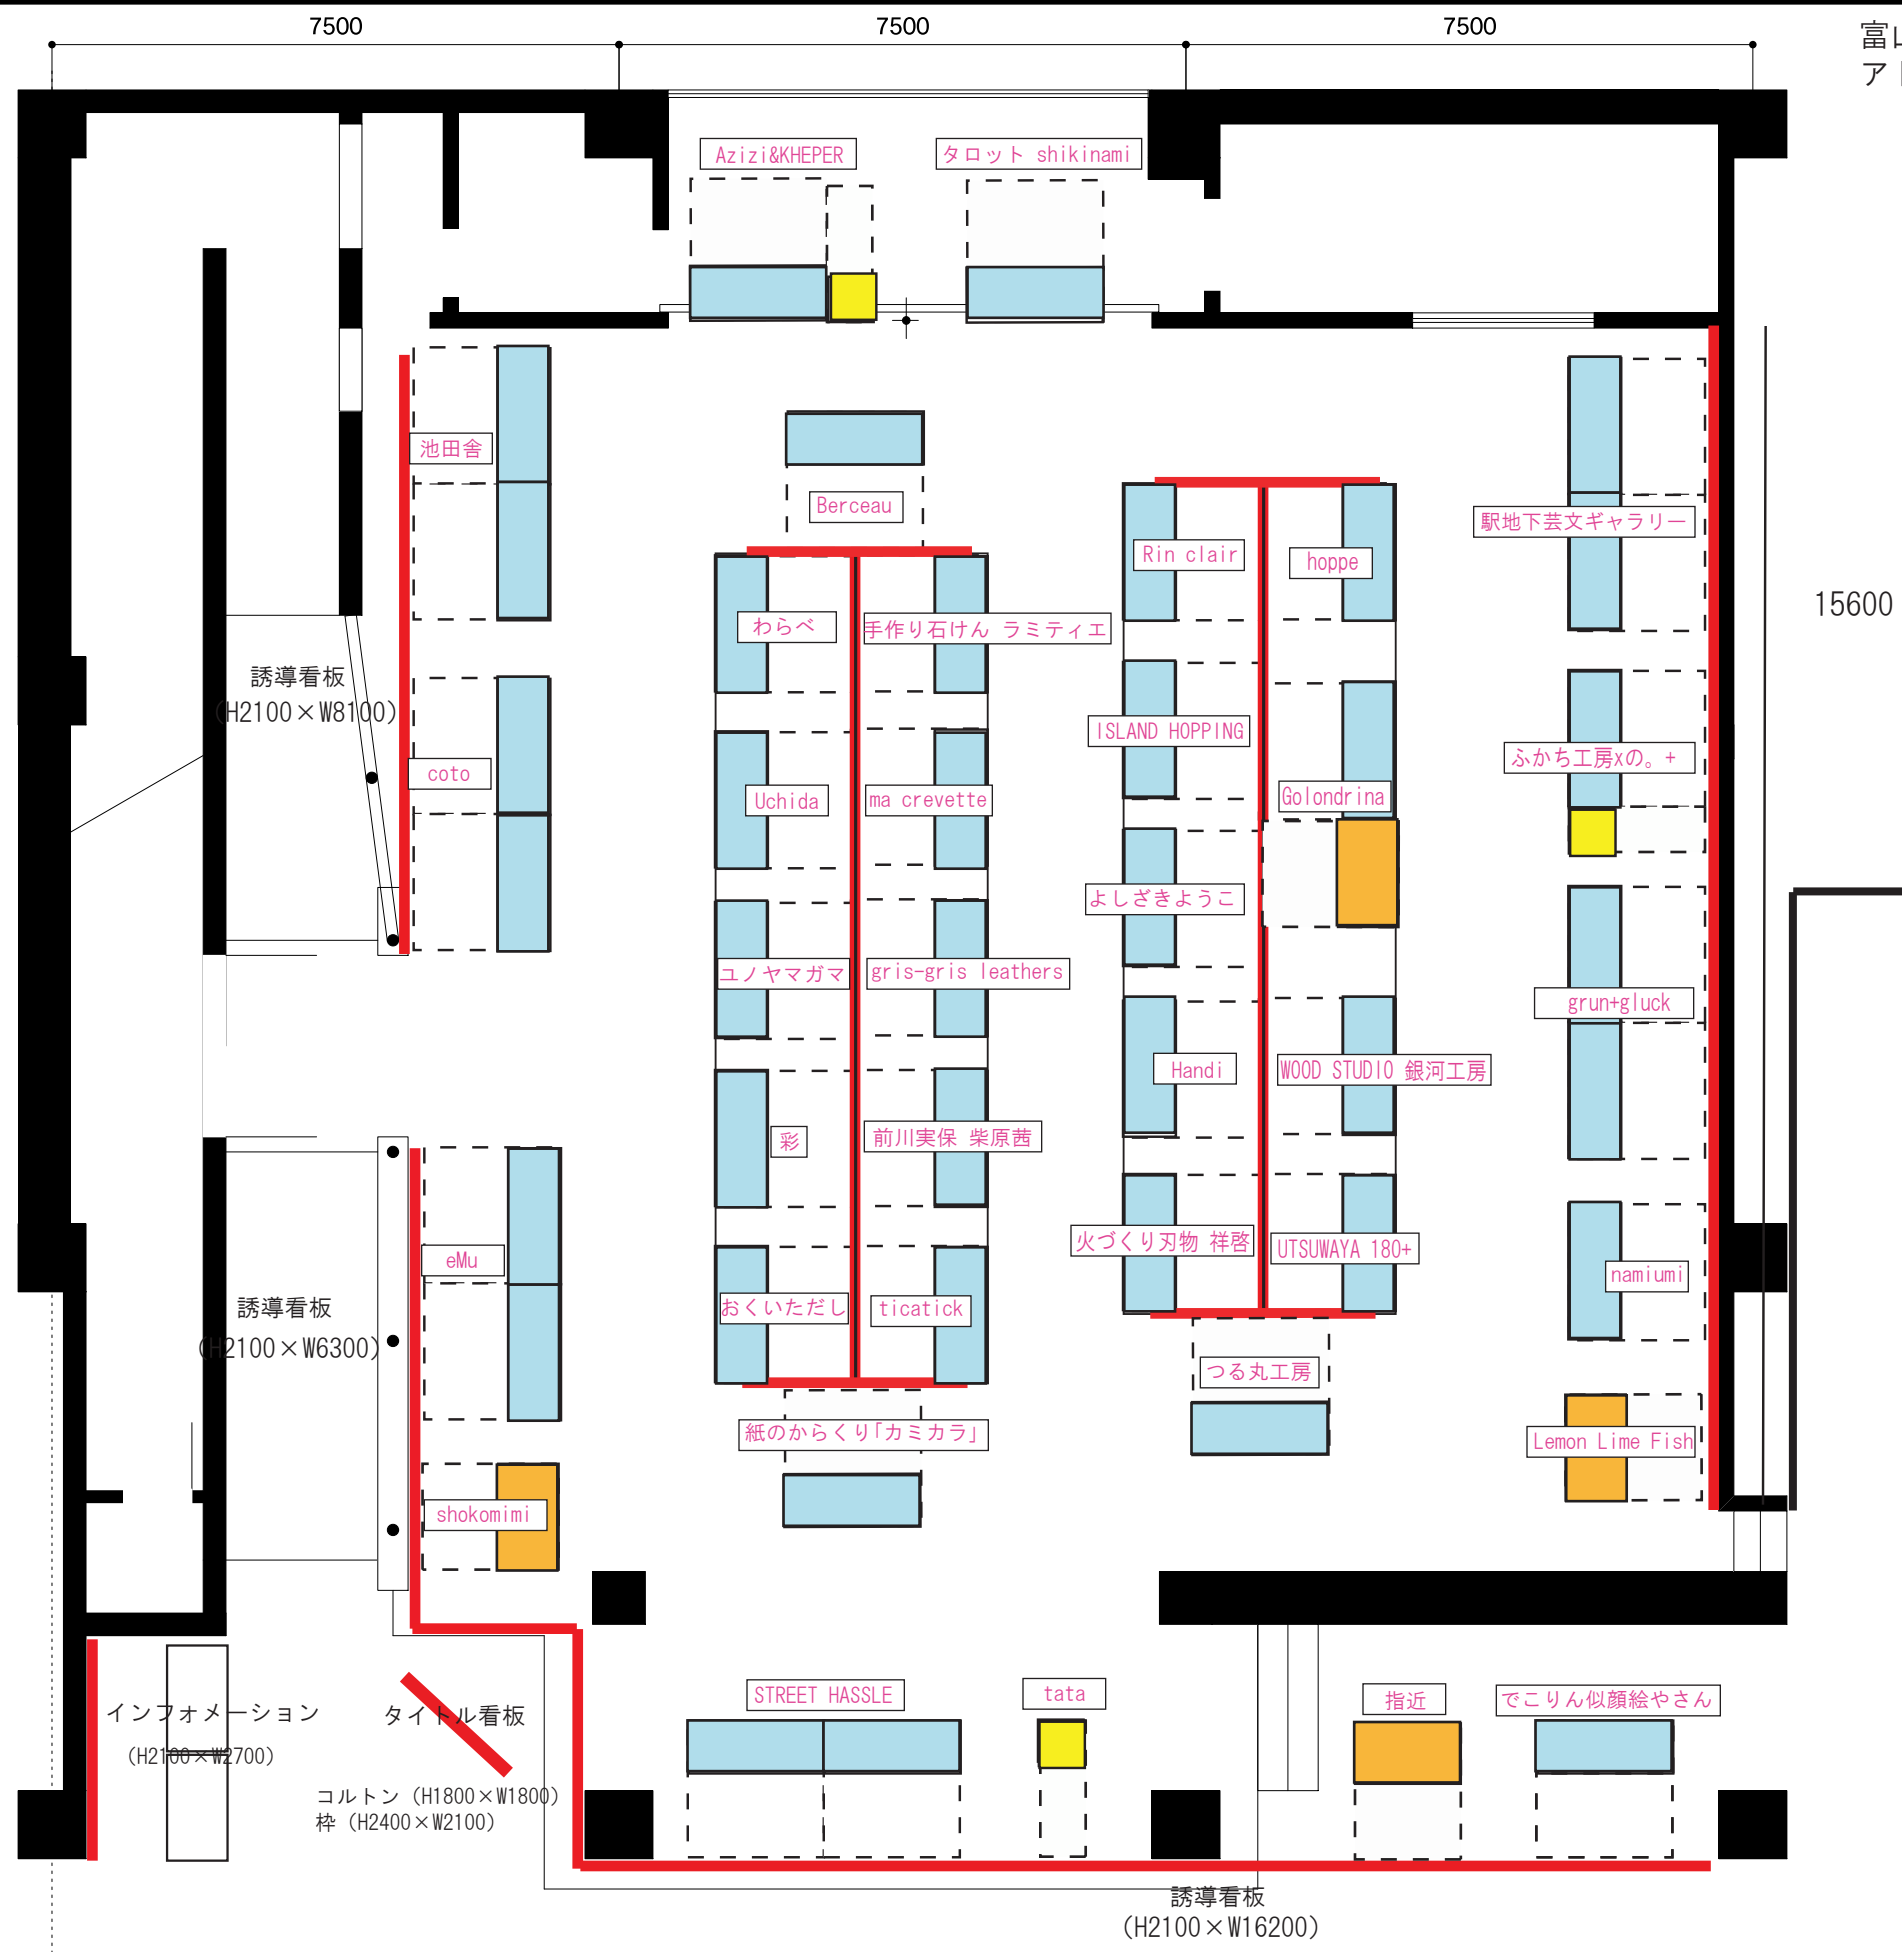 7500
7500
7500
富山
Azizi&KHEPER
タロット shikinami
池田舎
Berceau
駅地下芸文ギャラリー
Rin clair
hoppe
15600
わらべ
手作り石けん ラミティエ
誘導看板
(H2100×W8100)
ISLAND HOPPING
ふかち工房xの。+
coto
Uchida
ma crevette
Golondrina
よしざきようこ
ユノヤマガマ
gris-gris leathers
grun+gluck
Handi
WOOD STUDIO 銀河工房
彩
前川実保 柴原茜
火づくり刃物 祥啓
UTSUWAYA 180+
eMu
namiumi
誘導看板
(H2100×W6300)
おくいただし
ticatick
つる丸工房
紙のからくり「カミカラ」
Lemon Lime Fish
shokomimi
STREET HASSLE
tata
指近
でこりん似顔絵やさん
インフォメーション
(H2100×W2700)
タイトル看板
コルトン (H1800×W1800)
枠 (H2400×W2100)
誘導看板
(H2100×W16200)